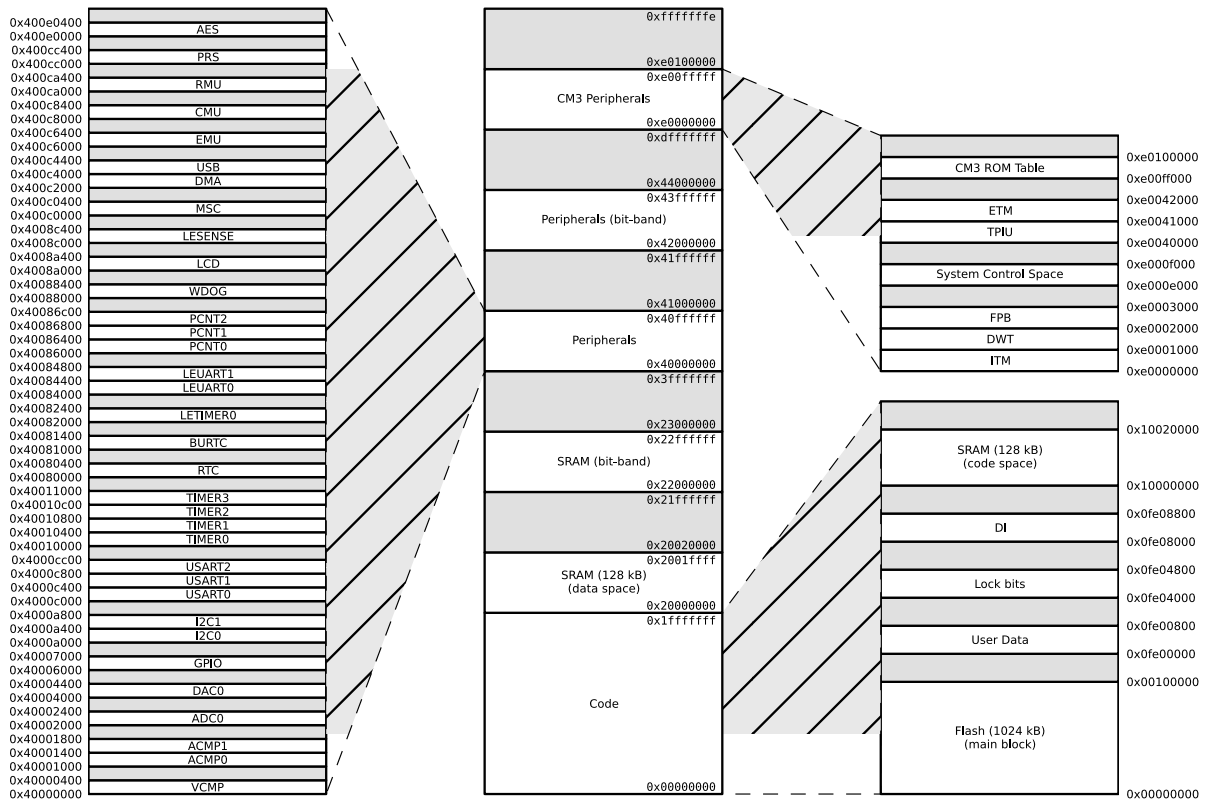 0x400e0400
AES
0x400e0000
0x400cc400
PRS
0x400cc000
0x400ca400
RMU
0x400ca000
0x400c8400
CMU
0x400c8000
0x400c6400
EMU
0x400c6000
0x400c4400
USB
0x400c4000
DMA
0x400c2000
0x400c0400
MSC
0x400c0000
0x4008c400
LESENSE
0x4008c000
0x4008a400
LCD
0x4008a000
0x40088400
WDOG
0x40088000
0x40086c00
PCNT2
0x40086800
PCNT1
0x40086400
PCNT0
0x40086000
0x40084800
LEUART1
0x40084400
LEUART0
0x40084000
0x40082400
LETIMER0
0x40082000
0x40081400
BURTC
0x40081000
0x40080400
RTC
0x40080000
0x40011000
TIMER3
0x40010c00
TIMER2
0x40010800
TIMER1
0x40010400
TIMER0
0x40010000
0x4000cc00
USART2
0x4000c800
USART1
0x4000c400
USART0
0x4000c000
0x4000a800
I2C1
0x4000a400
I2C0
0x4000a000
0x40007000
GPIO
0x40006000
0x40004400
DAC0
0x40004000
0x40002400
ADC0
0x40002000
0x40001800
ACMP1
0x40001400
ACMP0
0x40001000
0x40000400
VCMP
0x40000000
0xfffffffe
0xe0100000
0xe00fffff
CM3 Peripherals
0xe0000000
0xdfffffff
0x44000000
0x43ffffff
Peripherals (bit-band)
0x42000000
0x41ffffff
0x41000000
0x40ffffff
Peripherals
0x40000000
0x3fffffff
0x23000000
0x22ffffff
SRAM (bit-band)
0x22000000
0x21ffffff
0x20020000
0x2001ffff
SRAM (128 kB)
(data space)
0x20000000
0x1fffffff
Code
0x00000000
0xe0100000
CM3 ROM Table
0xe00ff000
0xe0042000
ETM
0xe0041000
TPIU
0xe0040000
0xe000f000
System Control Space
0xe000e000
0xe0003000
FPB
0xe0002000
DWT
0xe0001000
ITM
0xe0000000
0x10020000
SRAM (128 kB)
(code space)
0x10000000
0x0fe08800
DI
0x0fe08000
0x0fe04800
Lock bits
0x0fe04000
0x0fe00800
User Data
0x0fe00000
0x00100000
Flash (1024 kB)
(main block)
0x00000000